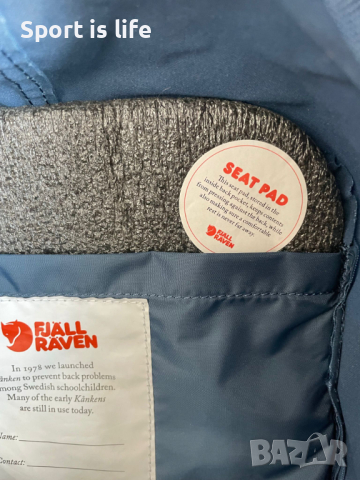 Sport is life
SEAT PAD
This seat pad, stored in the
inside back pocket, keeps contents
from pressing against the back, while
also making sure a comfortable
rest is never far away.
FJÄLL
RÄVEN
FJÄLL
RÄVEN
In 1978 we launched
Kånken to prevent back problems
among Swedish schoolchildren.
Many of the early Kånkens
are still in use today.
Name:
Contact:
BAZAR
bg